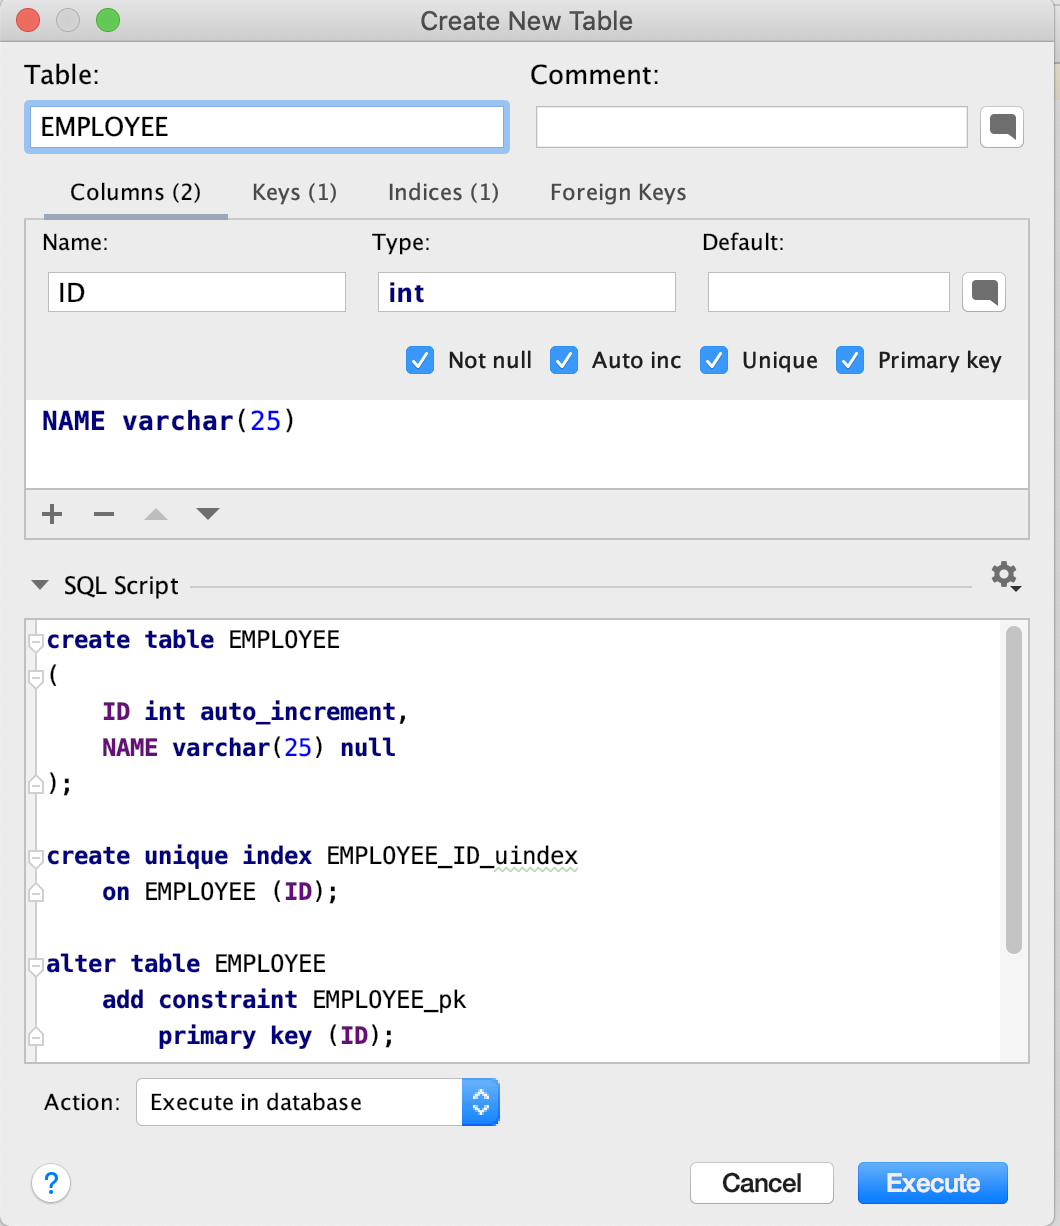 Create New Table
Table: Comment:
EMPLOYEE
Columns (2) Keys (1) Indices (1) Foreign Keys
Name: Type: Default:
ID int
Not null Auto inc Unique Primary key
NAME varchar(25)
SQL Script
create table EMPLOYEE
(
    ID int auto_increment,
    NAME varchar(25) null
);
create unique index EMPLOYEE_ID_uindex
    on EMPLOYEE (ID);
alter table EMPLOYEE
    add constraint EMPLOYEE_pk
        primary key (ID);
Action: Execute in database
? Cancel Execute